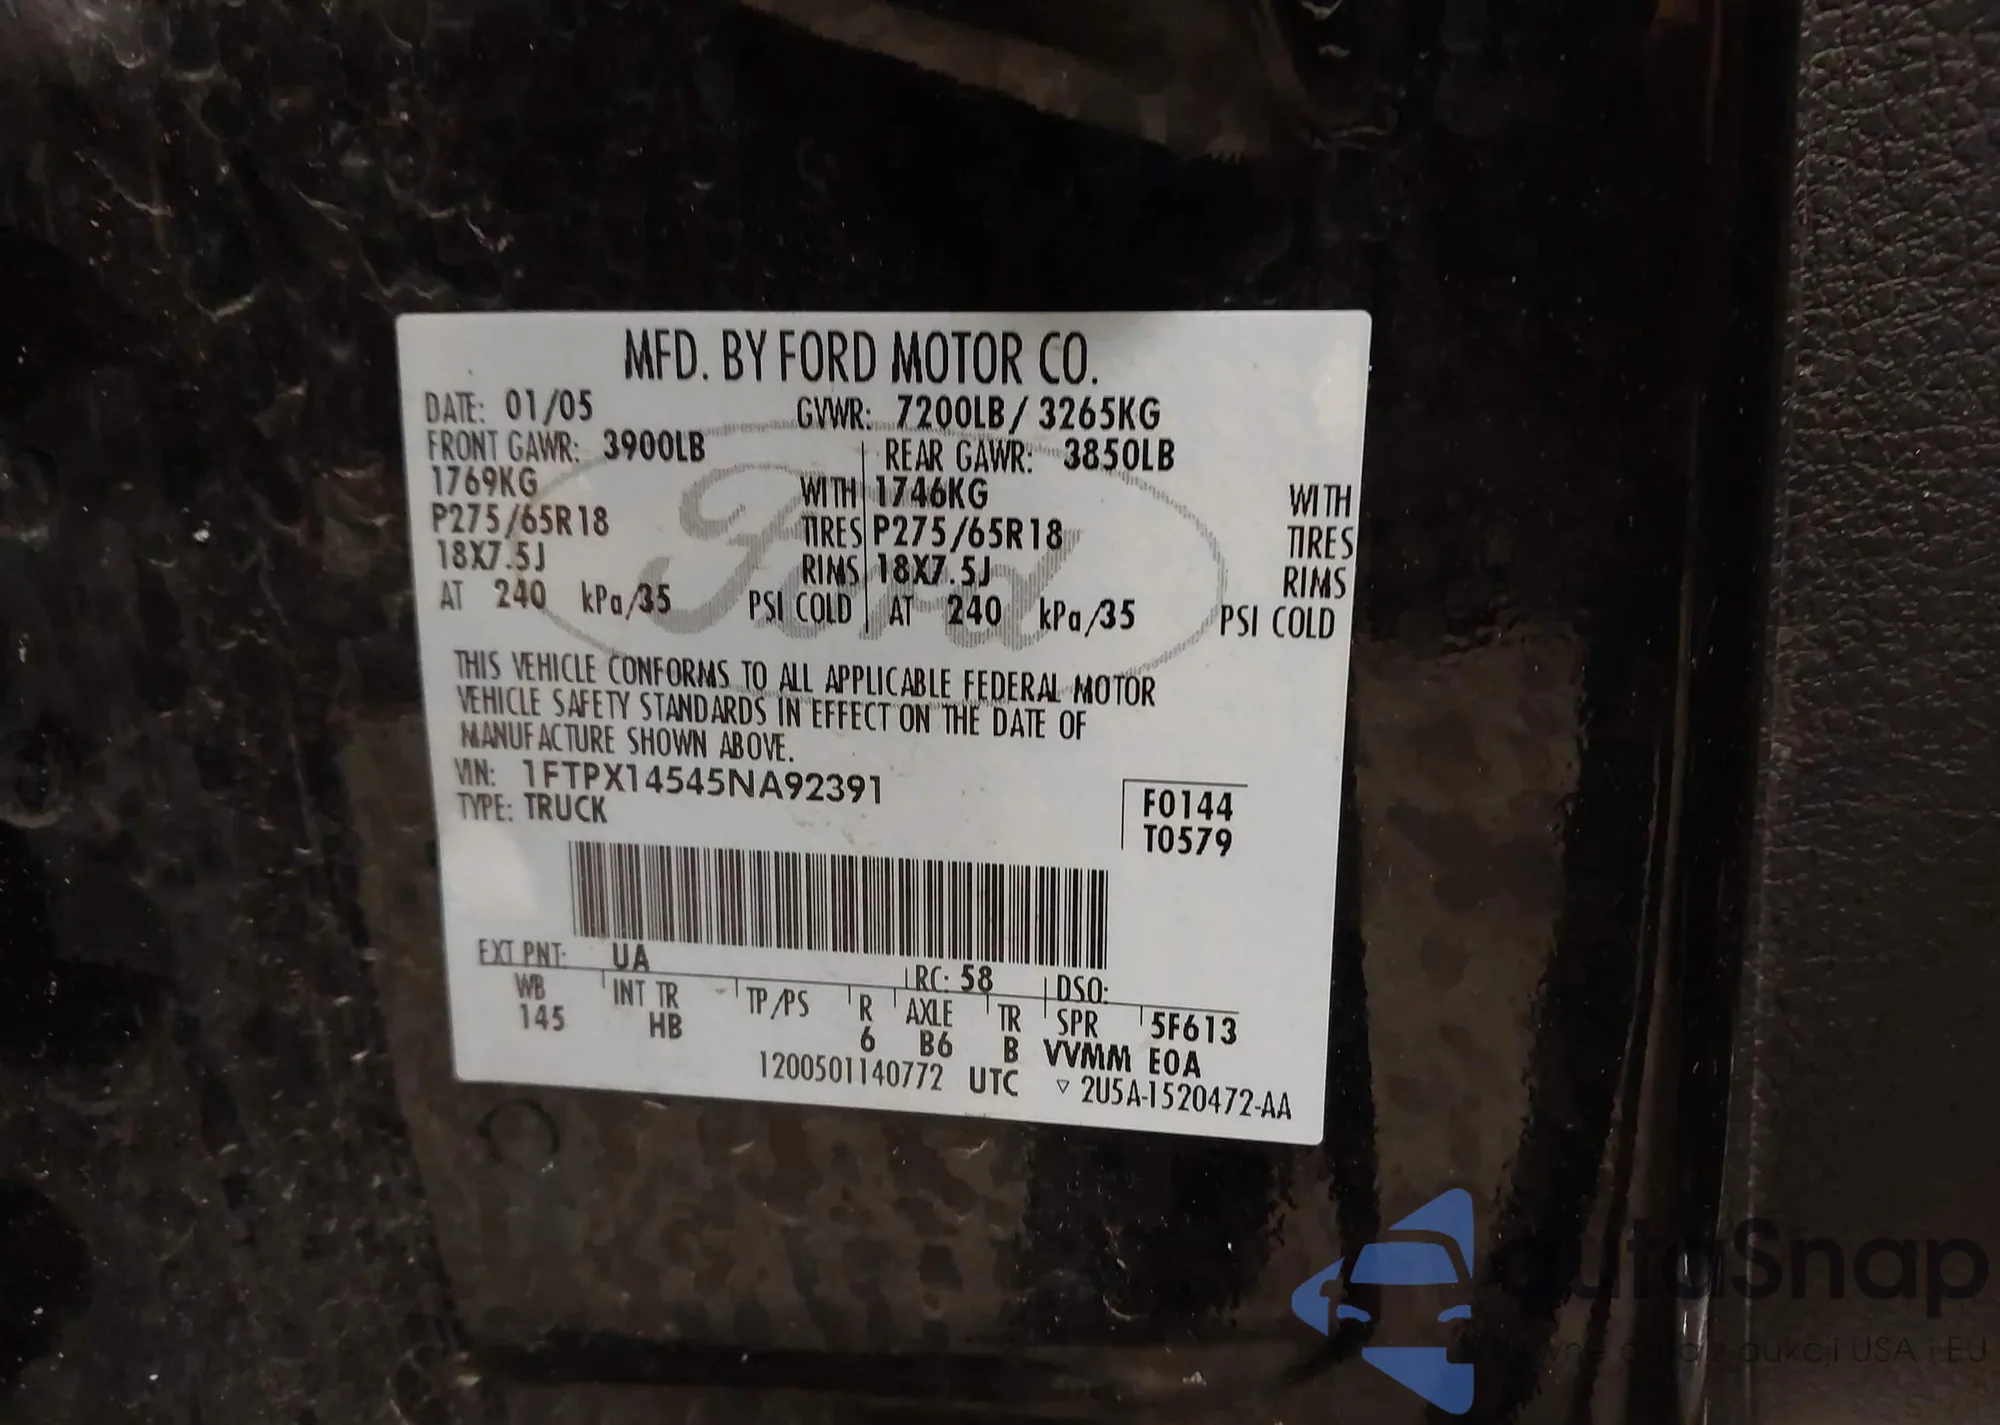 MFD. BY FORD MOTOR CO.
DATE: 01/05 GVWR: 7200LB/ 3265KG
FRONT GAWR: 3900LB REAR GAWR: 3850LB
1769KG WITH 1746KG WITH
P275/65R18 TIRES P275/65R18 TIRES
18X7.5J RIMS 18X7.5J RIMS
AT 240 kPa/35 PSI COLD AT 240 kPa/35 PSI COLD
Ford
THIS VEHICLE CONFORMS TO ALL APPLICABLE FEDERAL MOTOR
VEHICLE SAFETY STANDARDS IN EFFECT ON THE DATE OF
MANUFACTURE SHOWN ABOVE.
VIN: 1FTPX14545NA92391
TYPE: TRUCK
F0144
T0579
EXT PNT: UA RC: 58 DSO:
WB INT TR TP/PS R AXLE TR SPR 5F613
145 HB 6 B6 B VVMM E0A
1200501140772 UTC ▽ 2U5A-1520472-AA
autoSnap
aukcji USA i EU